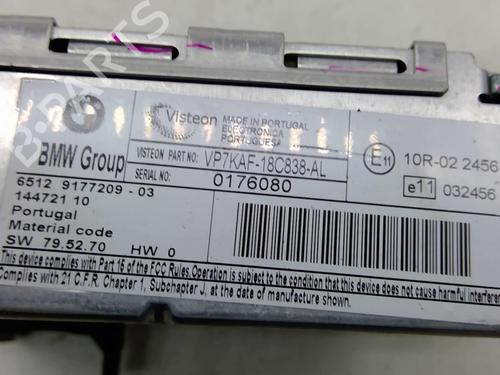 B-PARTS
Visteon
MADE IN PORTUGAL
ELECTRONICA
PORTUGUESA
BMW Group
VISTEON PART NO: VP7KAF-18C838-AL
SERIAL NO: 0176080
E11 10R-02 2456
e11 032456
6512 9177209 - 03
144721 10
Portugal
Material code
SW 79.52.70 HW 0
This device complies with Part 15 of the FCC Rules. Operation is subject to the condition that this device does not cause harmful interference
Complies with 21 C.F.R. Chapter 1, Subchapter J, at the date of manufacture shown.